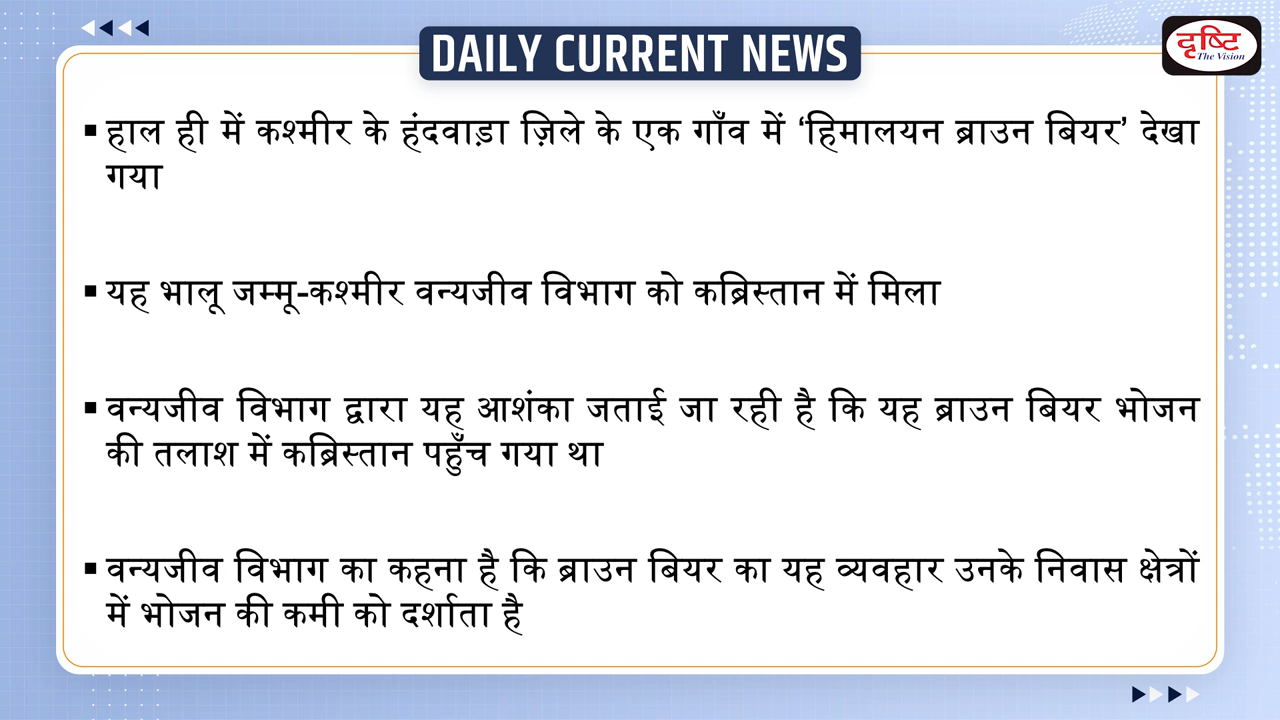 DAILY CURRENT NEWS
दृष्टि
The Vision
▪ हाल ही में कश्मीर के हंदवाड़ा ज़िले के एक गाँव में ‘हिमालयन ब्राउन बियर’ देखा
गया
▪ यह भालू जम्मू-कश्मीर वन्यजीव विभाग को कब्रिस्तान में मिला
▪ वन्यजीव विभाग द्वारा यह आशंका जताई जा रही है कि यह ब्राउन बियर भोजन
की तलाश में कब्रिस्तान पहुँच गया था
▪ वन्यजीव विभाग का कहना है कि ब्राउन बियर का यह व्यवहार उनके निवास क्षेत्रों
में भोजन की कमी को दर्शाता है